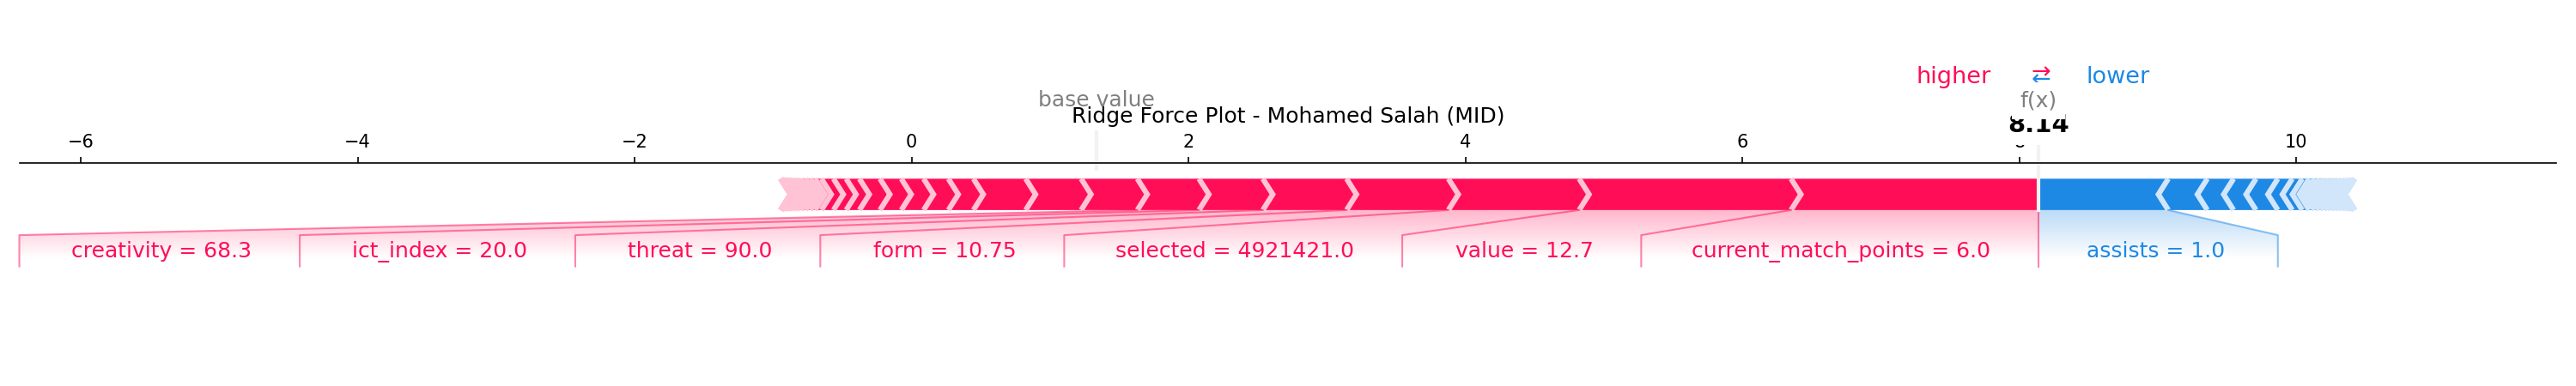 higher ⇄ lower
base value
f(x)
Ridge Force Plot - Mohamed Salah (MID)
8.14
−6 −4 −2 0 2 4 6 8 10
creativity = 68.3 ict_index = 20.0 threat = 90.0 form = 10.75 selected = 4921421.0 value = 12.7 current_match_points = 6.0 assists = 1.0